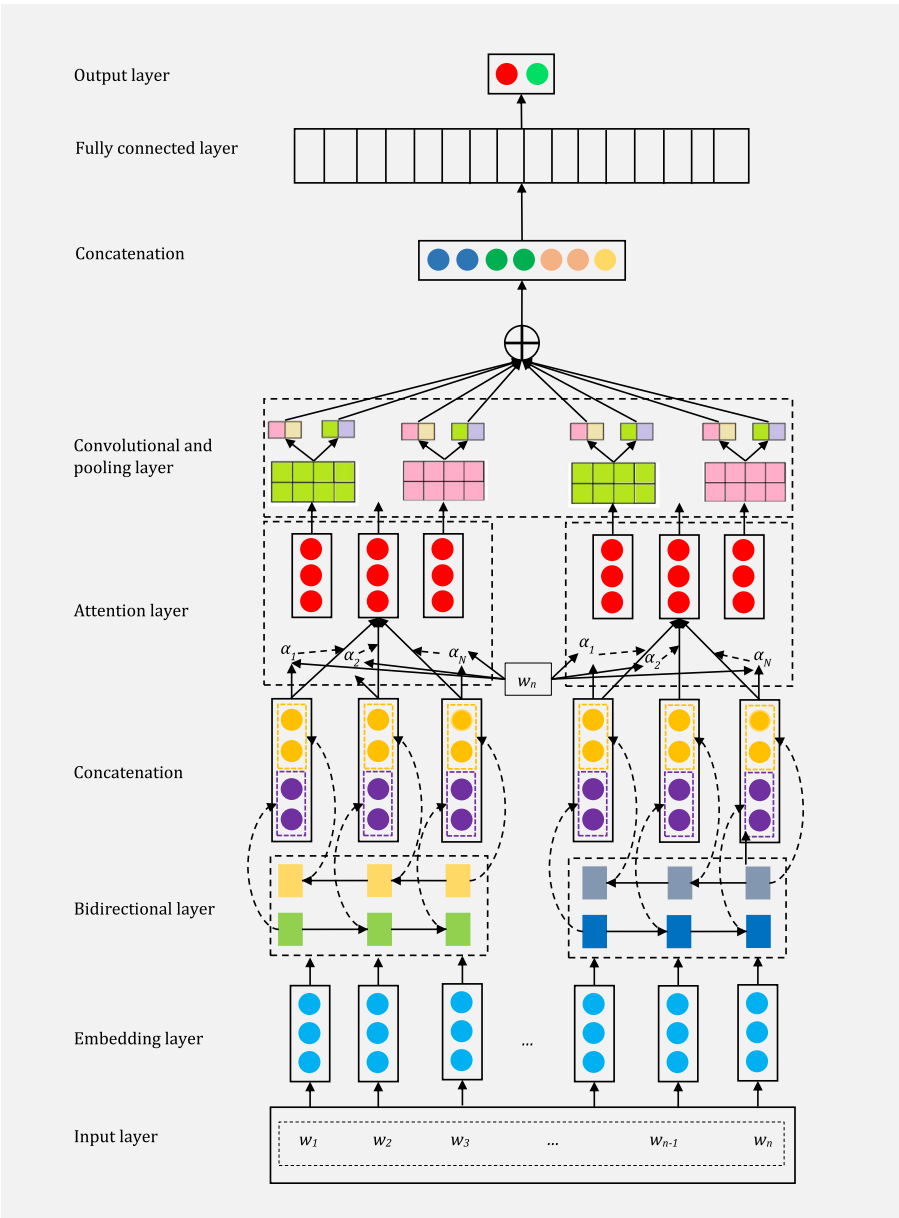 Output layer
Fully connected layer
Concatenation
Convolutional and
pooling layer
Attention layer
α1 α2 αN wn α1 α2 αN
Concatenation
Bidirectional layer
Embedding layer
...
Input layer
w1 w2 w3 ... wn-1 wn